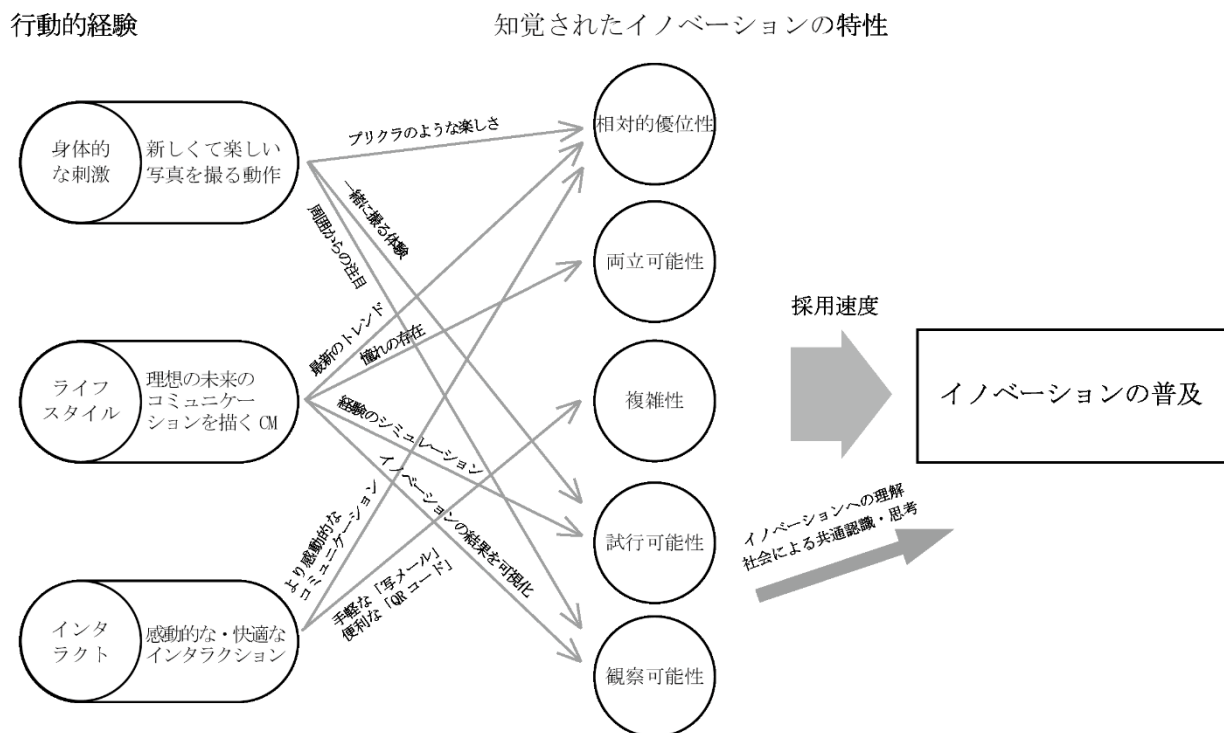 行動的経験
知覚されたイノベーションの特性
身体的
な刺激
新しくて楽しい
写真を撮る動作
ライフ
スタイル
理想の未来の
コミュニケー
ションを描く CM
インタ
ラクト
感動的な・快適な
インタラクション
プリクラのような楽しさ
一緒に撮る体験
周囲からの注目
最新のトレンド
憧れの存在
経験のシミュレーション
イノベーションの結果を可視化
より感動的な
コミュニケーション
手軽な「写メール」
便利な「QRコード」
相対的優位性
両立可能性
複雑性
試行可能性
観察可能性
採用速度
イノベーションの普及
イノベーションへの理解
社会による共通認識・思考